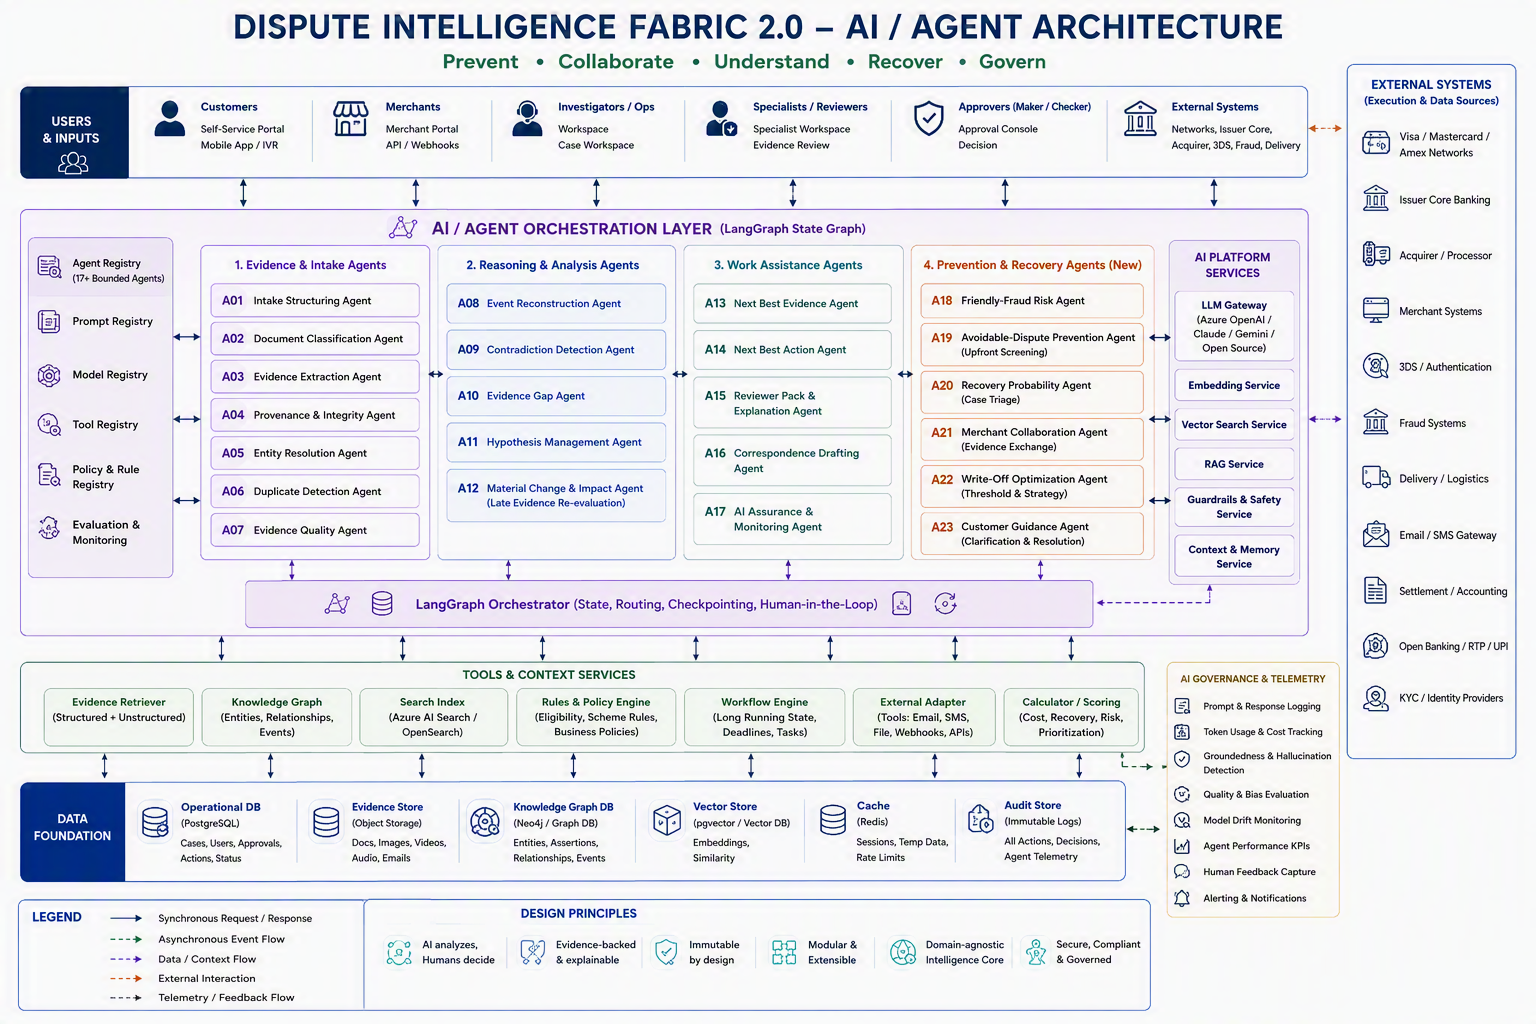 DISPUTE INTELLIGENCE FABRIC 2.0 – AI / AGENT ARCHITECTURE
Prevent • Collaborate • Understand • Recover • Govern
USERS
& INPUTS
Customers
Self-Service Portal
Mobile App / IVR
Merchants
Merchant Portal
API / Webhooks
Investigators / Ops
Workspace
Case Workspace
Specialists / Reviewers
Specialist Workspace
Evidence Review
Approvers (Maker / Checker)
Approval Console
Decision
External Systems
Networks, Issuer Core,
Acquirer, 3DS, Fraud, Delivery
EXTERNAL SYSTEMS
(Execution & Data Sources)
Visa / Mastercard /
Amex Networks
Issuer Core Banking
Acquirer / Processor
Merchant Systems
3DS / Authentication
Fraud Systems
Delivery / Logistics
Email / SMS Gateway
Settlement / Accounting
Open Banking / RTP / UPI
KYC / Identity Providers
AI / AGENT ORCHESTRATION LAYER (LangGraph State Graph)
Agent Registry
(17+ Bounded Agents)
Prompt Registry
Model Registry
Tool Registry
Policy & Rule
Registry
Evaluation &
Monitoring
1. Evidence & Intake Agents
A01 Intake Structuring Agent
A02 Document Classification Agent
A03 Evidence Extraction Agent
A04 Provenance & Integrity Agent
A05 Entity Resolution Agent
A06 Duplicate Detection Agent
A07 Evidence Quality Agent
2. Reasoning & Analysis Agents
A08 Event Reconstruction Agent
A09 Contradiction Detection Agent
A10 Evidence Gap Agent
A11 Hypothesis Management Agent
A12 Material Change & Impact Agent
(Late Evidence Re-evaluation)
3. Work Assistance Agents
A13 Next Best Evidence Agent
A14 Next Best Action Agent
A15 Reviewer Pack &
Explanation Agent
A16 Correspondence Drafting
Agent
A17 AI Assurance &
Monitoring Agent
4. Prevention & Recovery Agents (New)
A18 Friendly-Fraud Risk Agent
A19 Avoidable-Dispute Prevention Agent
(Upfront Screening)
A20 Recovery Probability Agent
(Case Triage)
A21 Merchant Collaboration Agent
(Evidence Exchange)
A22 Write-Off Optimization Agent
(Threshold & Strategy)
A23 Customer Guidance Agent
(Clarification & Resolution)
AI PLATFORM
SERVICES
LLM Gateway
(Azure OpenAI /
Claude / Gemini /
Open Source)
Embedding Service
Vector Search Service
RAG Service
Guardrails & Safety
Service
Context & Memory
Service
LangGraph Orchestrator (State, Routing, Checkpointing, Human-in-the-Loop)
TOOLS & CONTEXT SERVICES
Evidence Retriever
(Structured + Unstructured)
Knowledge Graph
(Entities, Relationships,
Events)
Search Index
(Azure AI Search /
OpenSearch)
Rules & Policy Engine
(Eligibility, Scheme Rules,
Business Policies)
Workflow Engine
(Long Running State,
Deadlines, Tasks)
External Adapter
(Tools: Email, SMS,
File, Webhooks, APIs)
Calculator / Scoring
(Cost, Recovery, Risk,
Prioritization)
AI GOVERNANCE & TELEMETRY
Prompt & Response Logging
Token Usage & Cost Tracking
Groundedness & Hallucination
Detection
Quality & Bias Evaluation
Model Drift Monitoring
Agent Performance KPIs
Human Feedback Capture
Alerting & Notifications
DATA
FOUNDATION
Operational DB
(PostgreSQL)
Cases, Users, Approvals,
Actions, Status
Evidence Store
(Object Storage)
Docs, Images, Videos,
Audio, Emails
Knowledge Graph DB
(Neo4j / Graph DB)
Entities, Assertions,
Relationships, Events
Vector Store
(pgvector / Vector DB)
Embeddings,
Similarity
Cache
(Redis)
Sessions, Temp Data,
Rate Limits
Audit Store
(Immutable Logs)
All Actions, Decisions,
Agent Telemetry
LEGEND
Synchronous Request / Response
Asynchronous Event Flow
Data / Context Flow
External Interaction
Telemetry / Feedback Flow
DESIGN PRINCIPLES
AI analyzes,
Humans decide
Evidence-backed
& explainable
Immutable
by design
Modular &
Extensible
Domain-agnostic
Intelligence Core
Secure, Compliant
& Governed